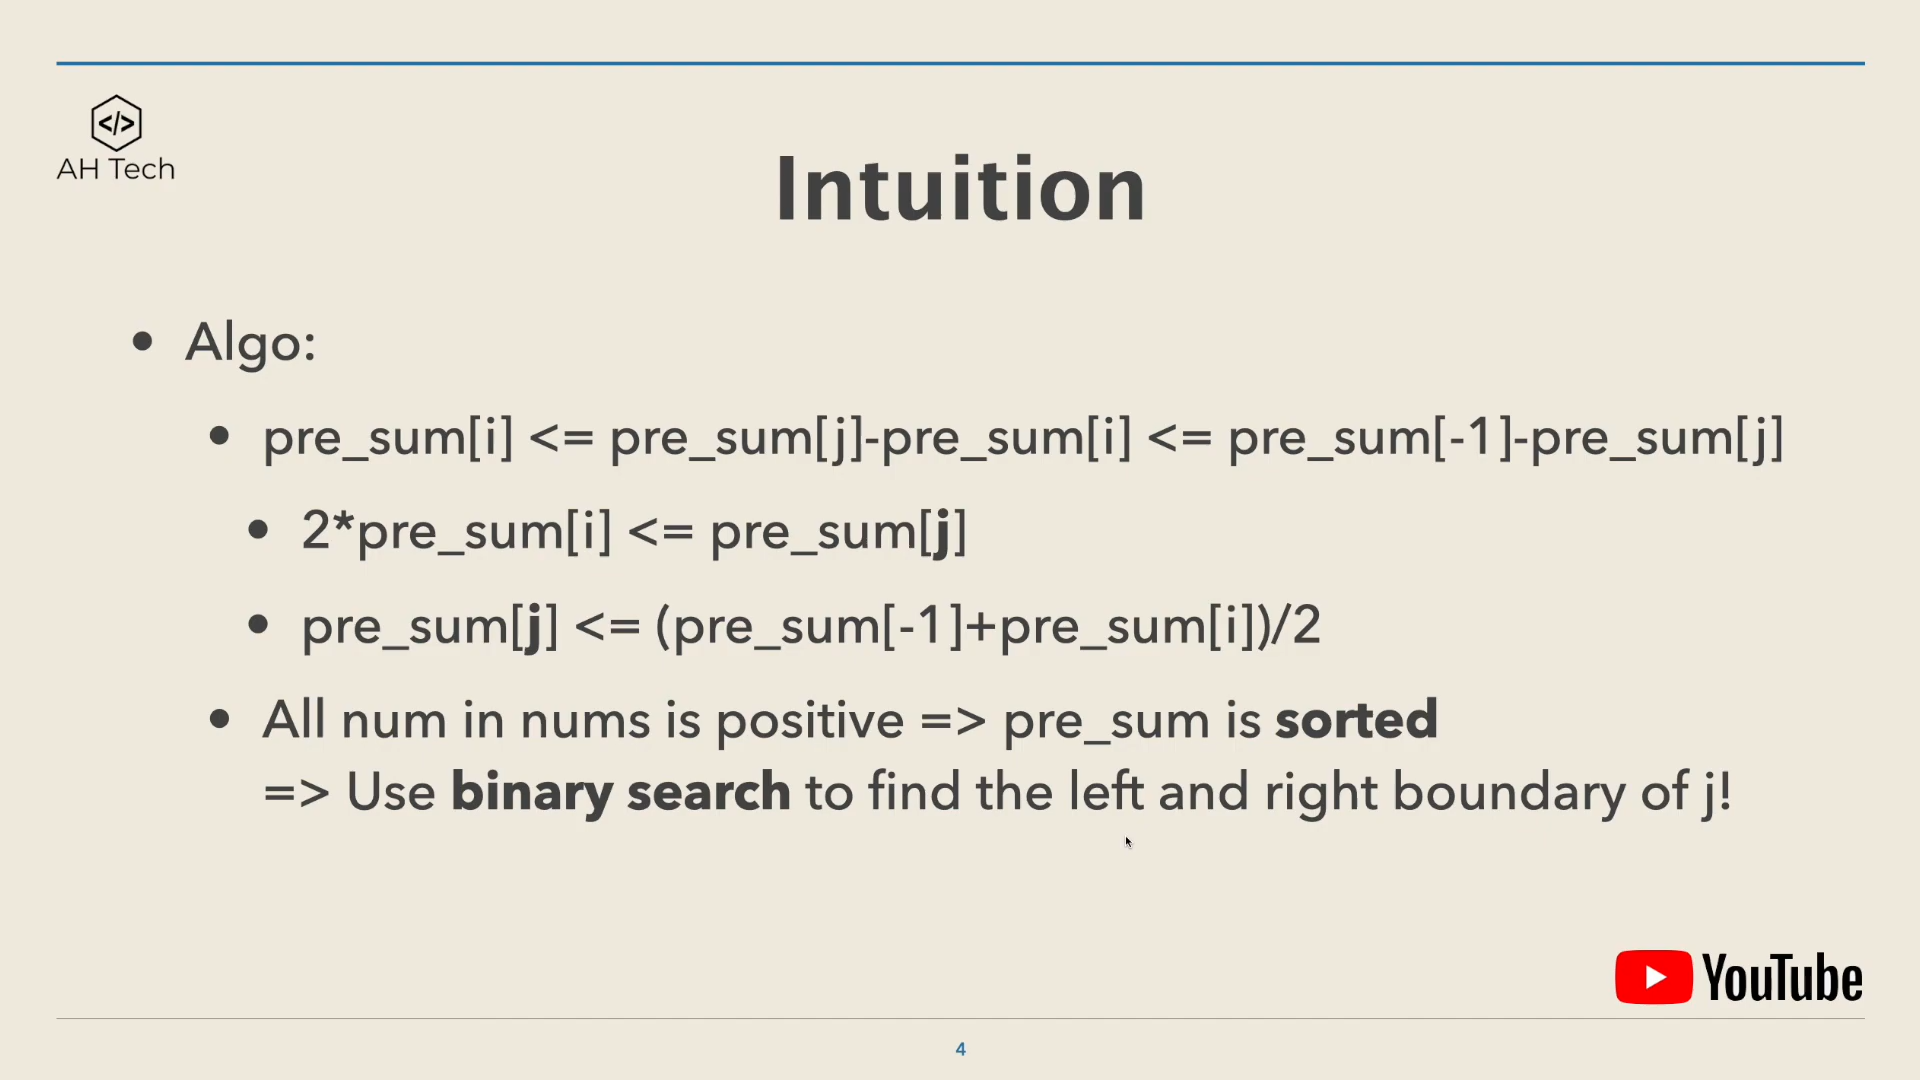 </>
AH Tech
Intuition
• Algo:
• pre_sum[i] <= pre_sum[j]-pre_sum[i] <= pre_sum[-1]-pre_sum[j]
• 2*pre_sum[i] <= pre_sum[j]
• pre_sum[j] <= (pre_sum[-1]+pre_sum[i])/2
• All num in nums is positive => pre_sum is sorted
=> Use binary search to find the left and right boundary of j!
YouTube
4